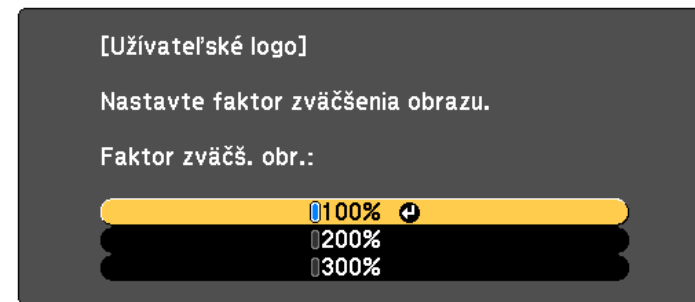 [Užívateľské logo]
Nastavte faktor zväčšenia obrazu.
Faktor zväčš. obr.:
100%
200%
300%